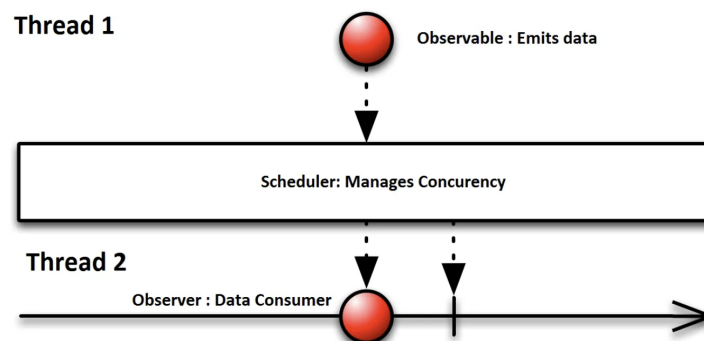 Thread 1
Observable : Emits data
Scheduler: Manages Concurency
Thread 2
Observer : Data Consumer